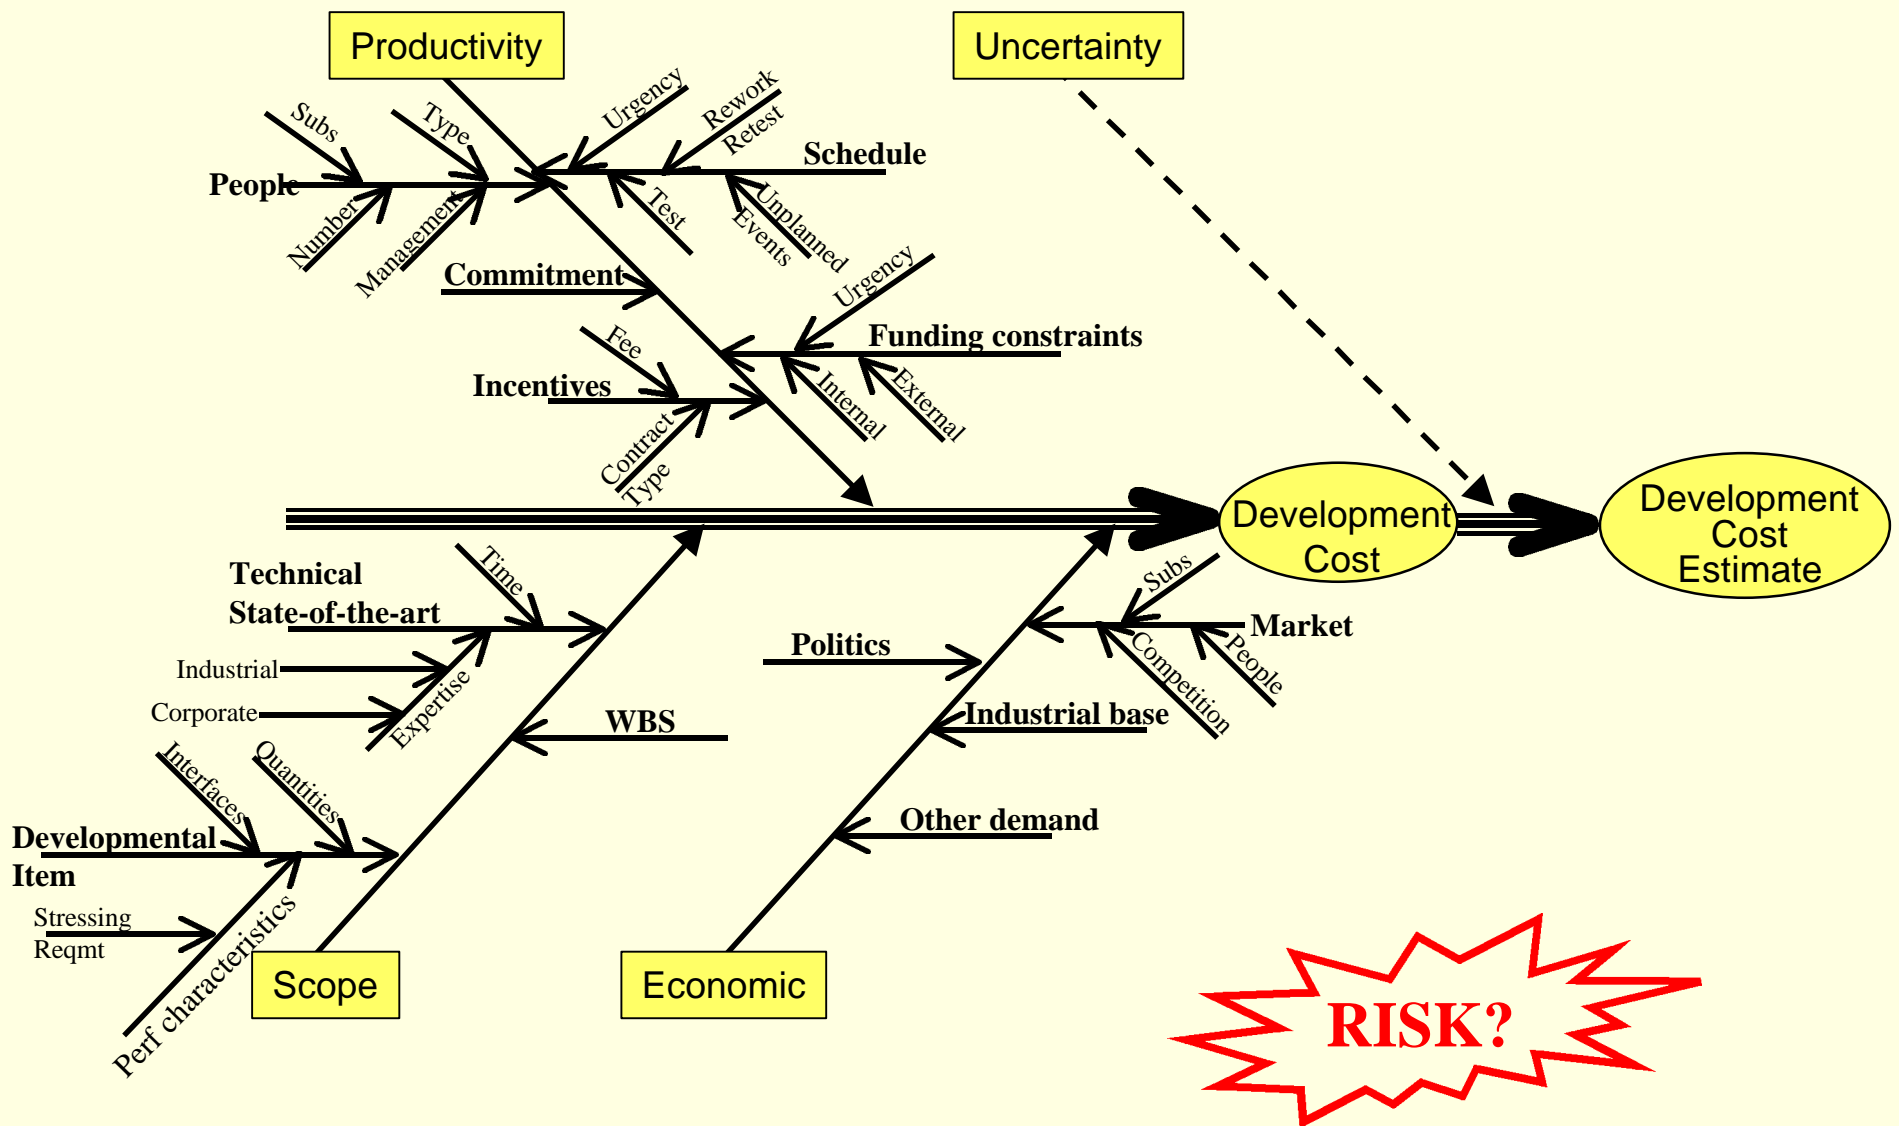 Productivity
Uncertainty
Subs
Type
Urgency
Rework
Retest
Schedule
People
Number
Management
Test
Unplanned
Events
Commitment
Urgency
Fee
Funding constraints
Incentives
Internal
External
Contract
Type
Development
Cost
Development
Cost
Estimate
Technical
State-of-the-art
Time
Subs
Market
Politics
Competition
People
Industrial
Corporate
Expertise
WBS
Industrial base
Interfaces
Quantities
Other demand
Developmental
Item
Stressing
Reqmt
Perf characteristics
Scope
Economic
RISK?